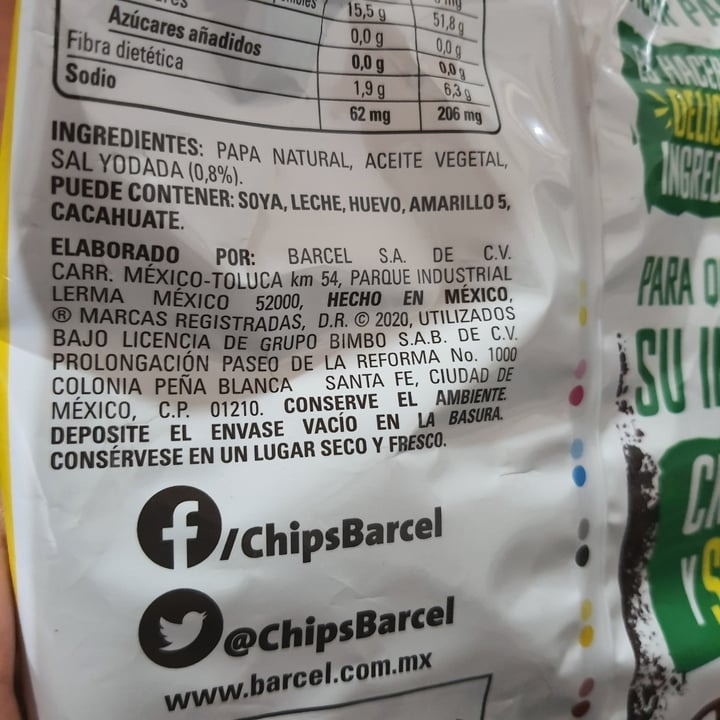 15,5 g 51,8 g
Azúcares añadidos 0,0 g 0,0 g
0,0 g 0,0 g
Fibra dietética 1,9 g 6,3 g
Sodio 62 mg 206 mg
INGREDIENTES: PAPA NATURAL, ACEITE VEGETAL,
SAL YODADA (0,8%).
PUEDE CONTENER: SOYA, LECHE, HUEVO, AMARILLO 5,
CACAHUATE.
ELABORADO POR: BARCEL S.A. DE C.V.
CARR. MÉXICO-TOLUCA km 54, PARQUE INDUSTRIAL
LERMA MÉXICO 52000, HECHO EN MÉXICO,
® MARCAS REGISTRADAS, D.R. © 2020, UTILIZADOS
BAJO LICENCIA DE GRUPO BIMBO S.A.B. DE C.V.
PROLONGACIÓN PASEO DE LA REFORMA No. 1000
COLONIA PEÑA BLANCA SANTA FE, CIUDAD DE
MÉXICO, C.P. 01210. CONSERVE EL AMBIENTE.
DEPOSITE EL ENVASE VACÍO EN LA BASURA.
CONSÉRVESE EN UN LUGAR SECO Y FRESCO.
f/ChipsBarcel
@ChipsBarcel
www.barcel.com.mx
HACER
PARA
SU
Y